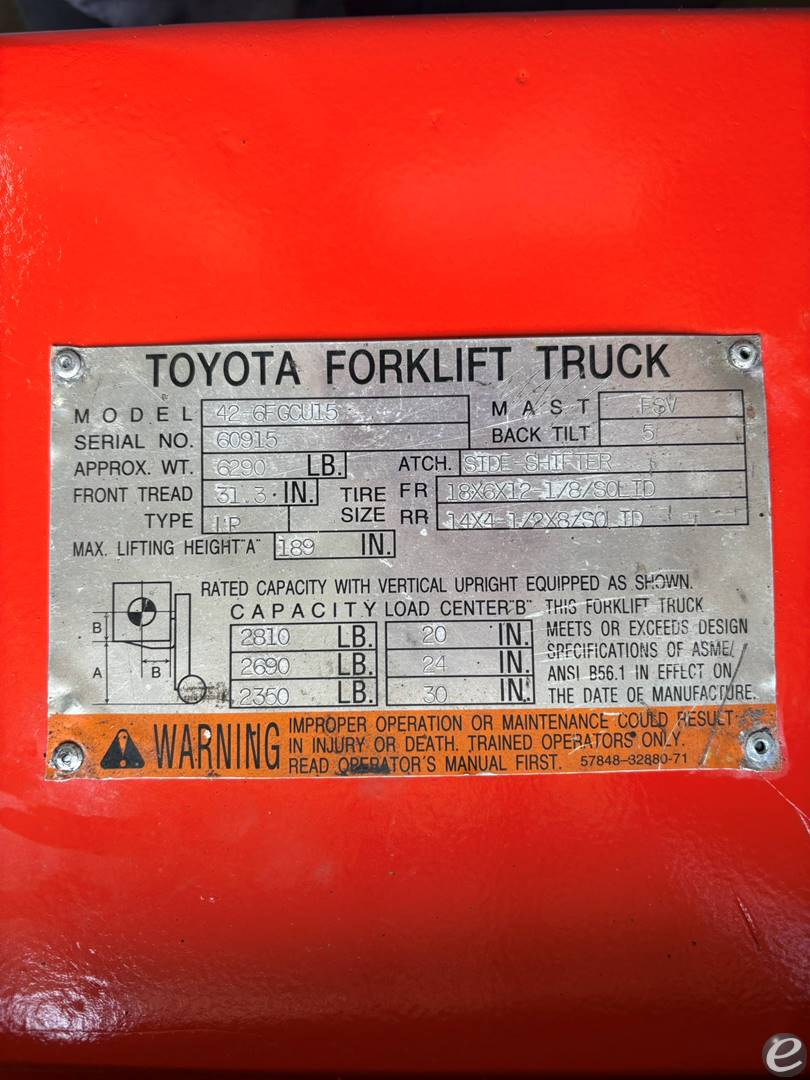 TOYOTA FORKLIFT TRUCK
MODEL 42-6FGCU15 MAST FSV
SERIAL NO. 60915 BACK TILT 5
APPROX. WT. 6290 LB. ATCH. SIDE SHIFTER
FRONT TREAD 31.3 IN. TIRE SIZE FR 18X6X12-1/8/SOLID
TYPE LP RR 14X4-1/2X8/SOLID
MAX. LIFTING HEIGHT "A" 189 IN.
RATED CAPACITY WITH VERTICAL UPRIGHT EQUIPPED AS SHOWN.
CAPACITY LOAD CENTER "B"
2810 LB. 20 IN.
2690 LB. 24 IN.
2350 LB. 30 IN.
THIS FORKLIFT TRUCK
MEETS OR EXCEEDS DESIGN
SPECIFICATIONS OF ASME/
ANSI B56.1 IN EFFECT ON
THE DATE OF MANUFACTURE.
B
A
B
WARNING
IMPROPER OPERATION OR MAINTENANCE COULD RESULT
IN INJURY OR DEATH. TRAINED OPERATORS ONLY.
READ OPERATOR'S MANUAL FIRST. 57848-32880-71
e